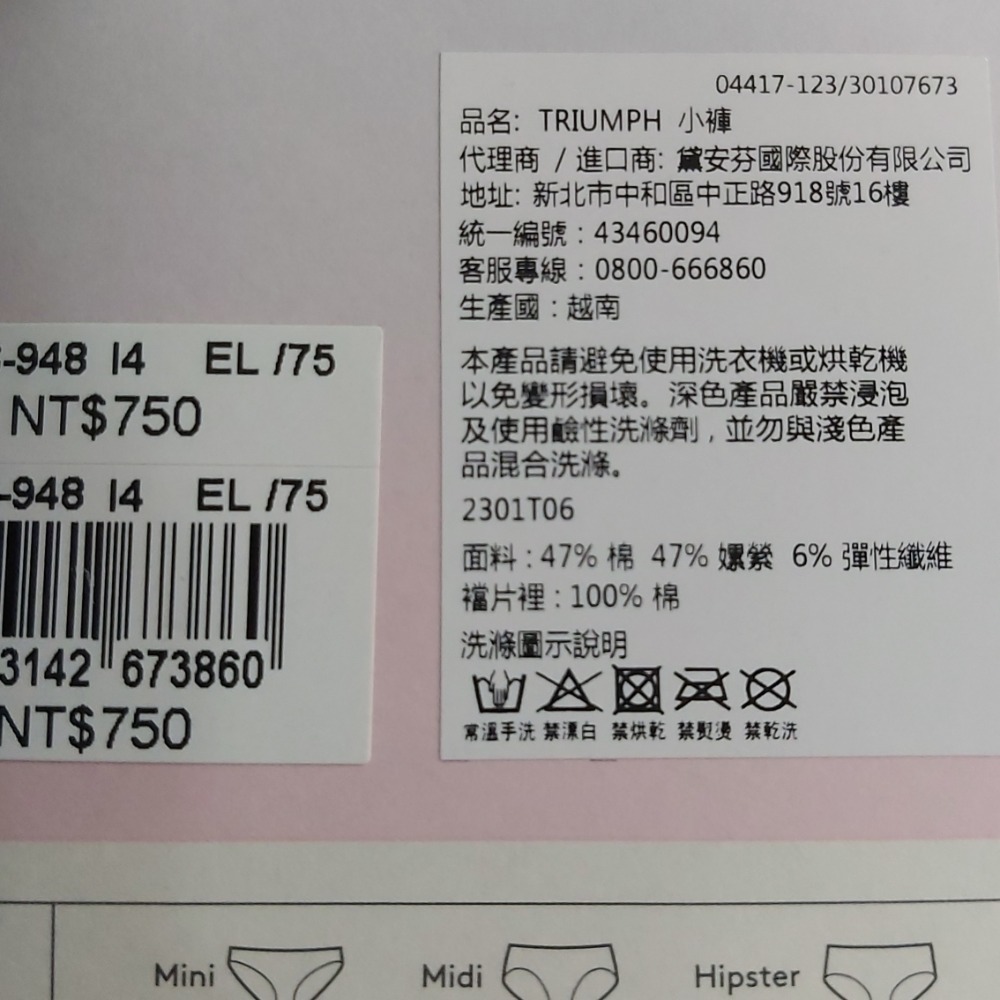 04417-123/30107673
品名: TRIUMPH 小褲
代理商 / 進口商: 黛安芬國際股份有限公司
地址: 新北市中和區中正路918號16樓
統一編號：43460094
客服專線：0800-666860
生產國：越南
本產品請避免使用洗衣機或烘乾機
以免變形損壞。深色產品嚴禁浸泡
及使用鹼性洗滌劑，並勿與淺色產
品混合洗滌。
2301T06
面料：47% 棉 47% 嫘縈 6% 彈性纖維
襠片裡：100% 棉
洗滌圖示說明
常溫手洗 禁漂白 禁烘乾 禁熨燙 禁乾洗
-948 I4 EL /75
NT$750
-948 I4 EL /75
3142 673860
NT$750
Mini Midi Hipster